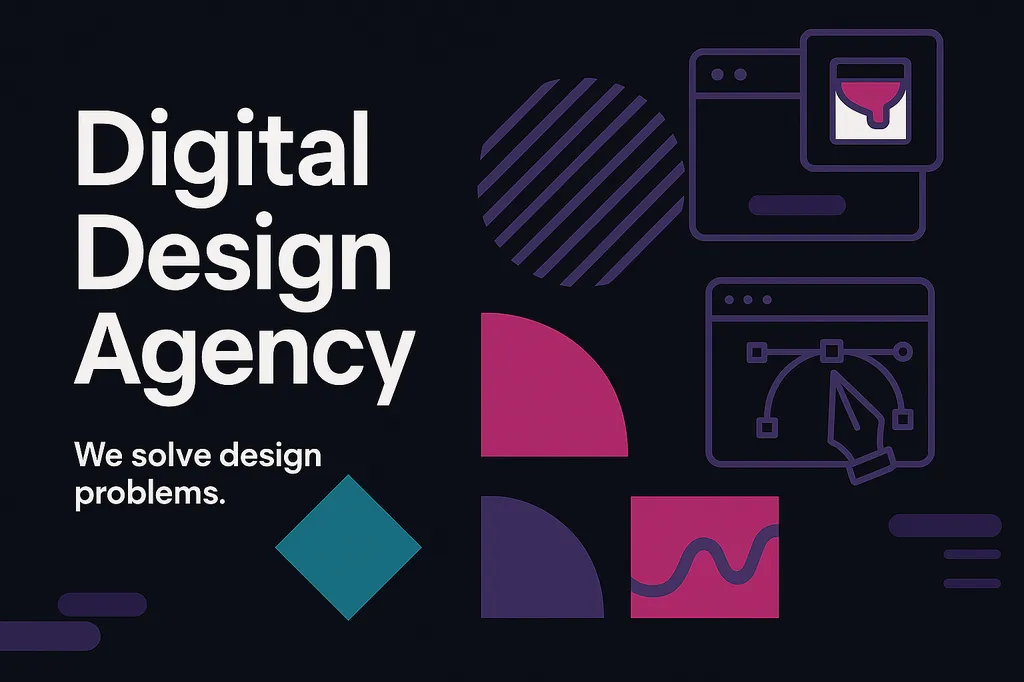 Digital
Design
Agency
We solve design
problems.